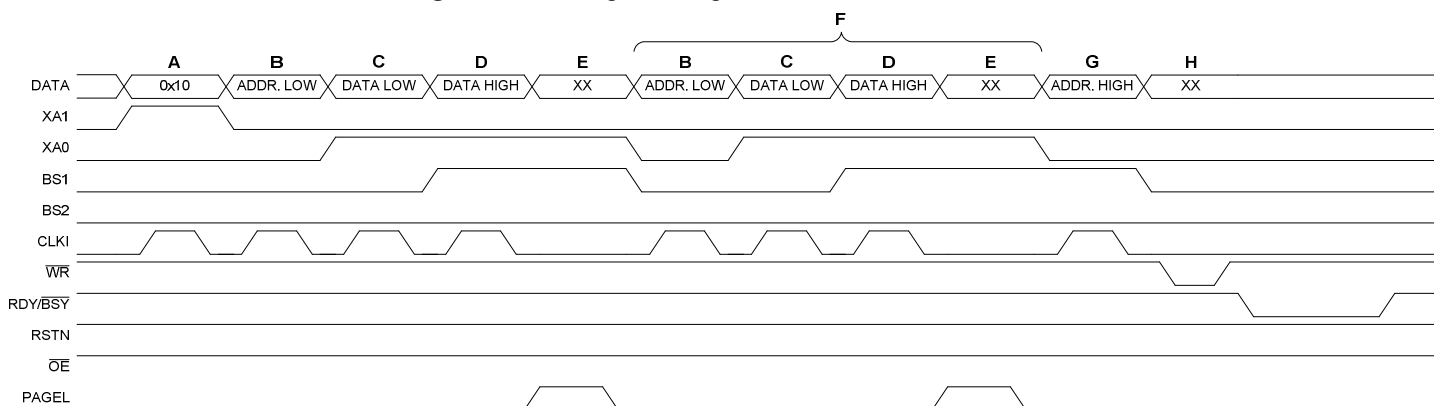 F
A B C D E B C D E G H
DATA 0x10 ADDR. LOW DATA LOW DATA HIGH XX ADDR. LOW DATA LOW DATA HIGH XX ADDR. HIGH XX
XA1
XA0
BS1
BS2
CLKI
WR
RDY/BSY
RSTN
OE
PAGEL